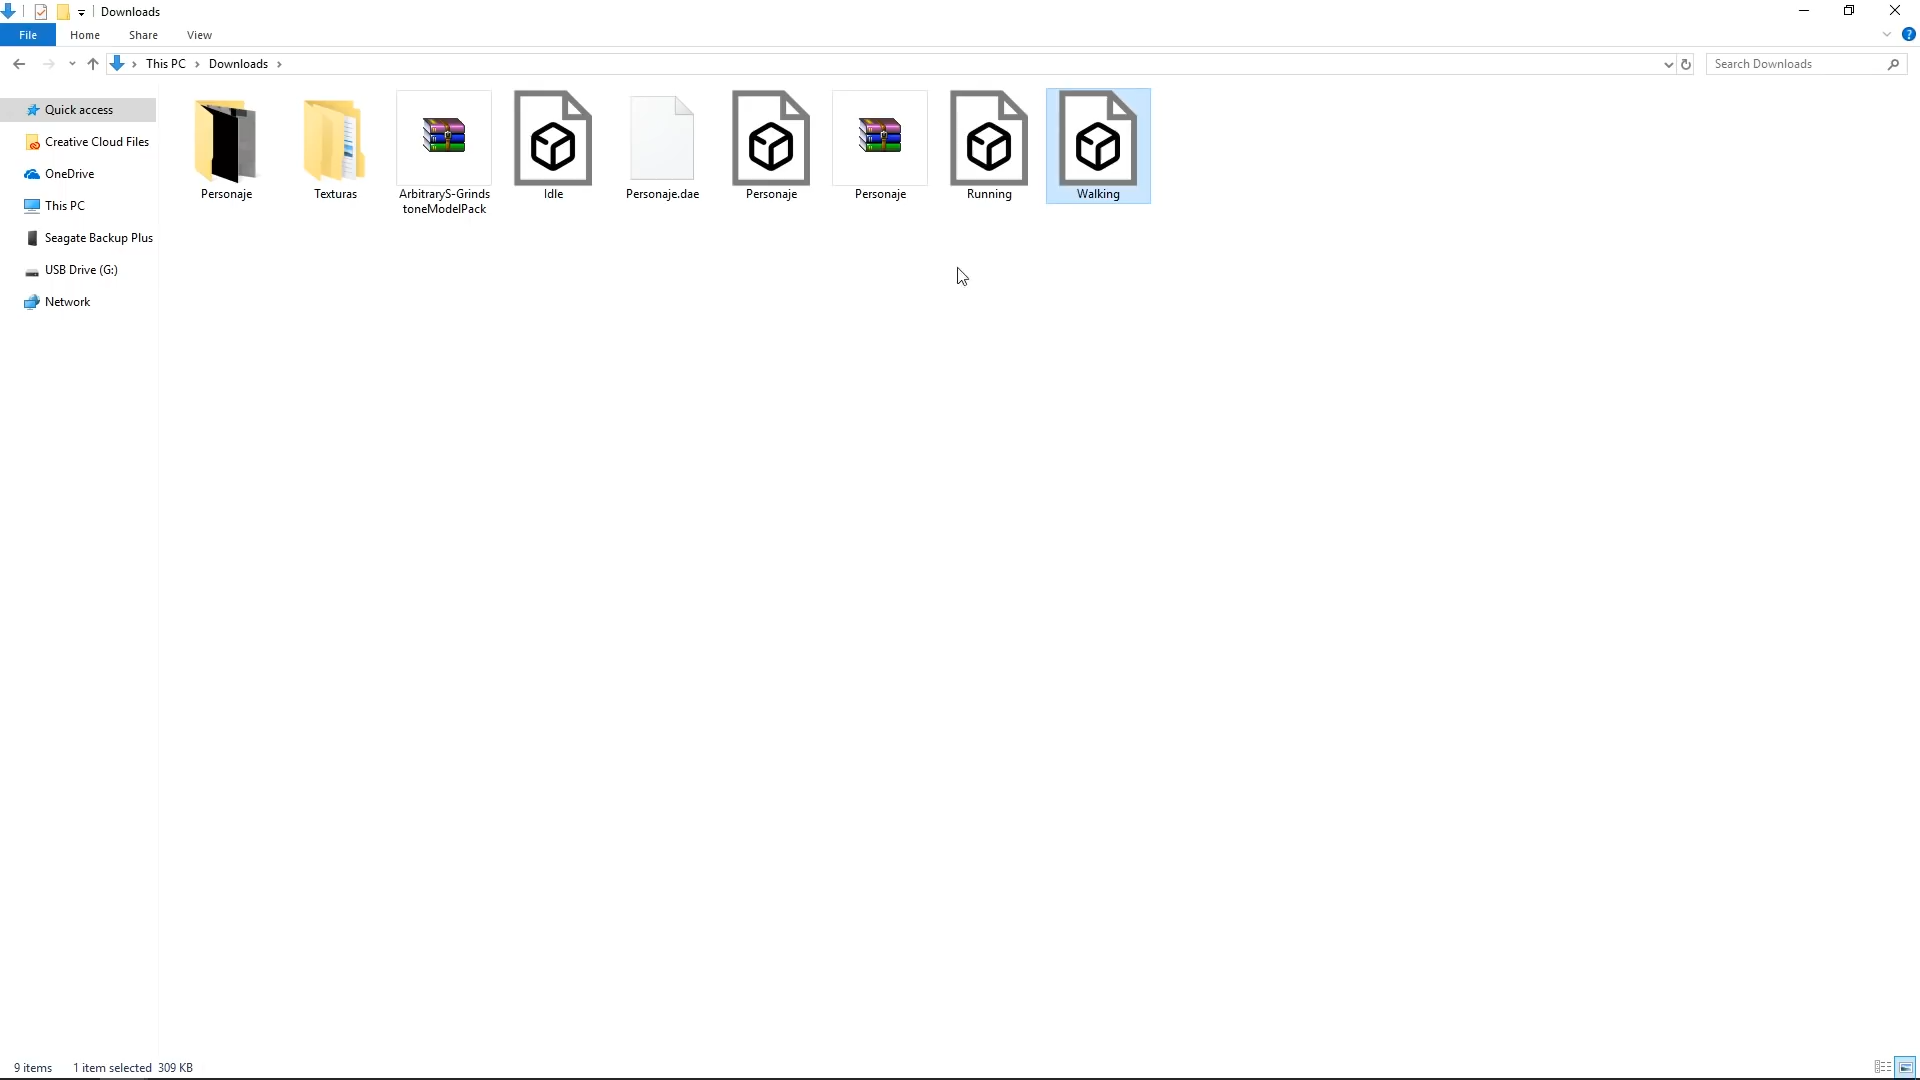 Downloads
File Home Share View
This PC Downloads
Search Downloads
Quick access
Creative Cloud Files
OneDrive
This PC
Seagate Backup Plus
USB Drive (G:)
Network
Personaje
Texturas
ArbitraryS-Grinds
toneModelPack
Idle
Personaje.dae
Personaje
Personaje
Running
Walking
9 items 1 item selected 309 KB